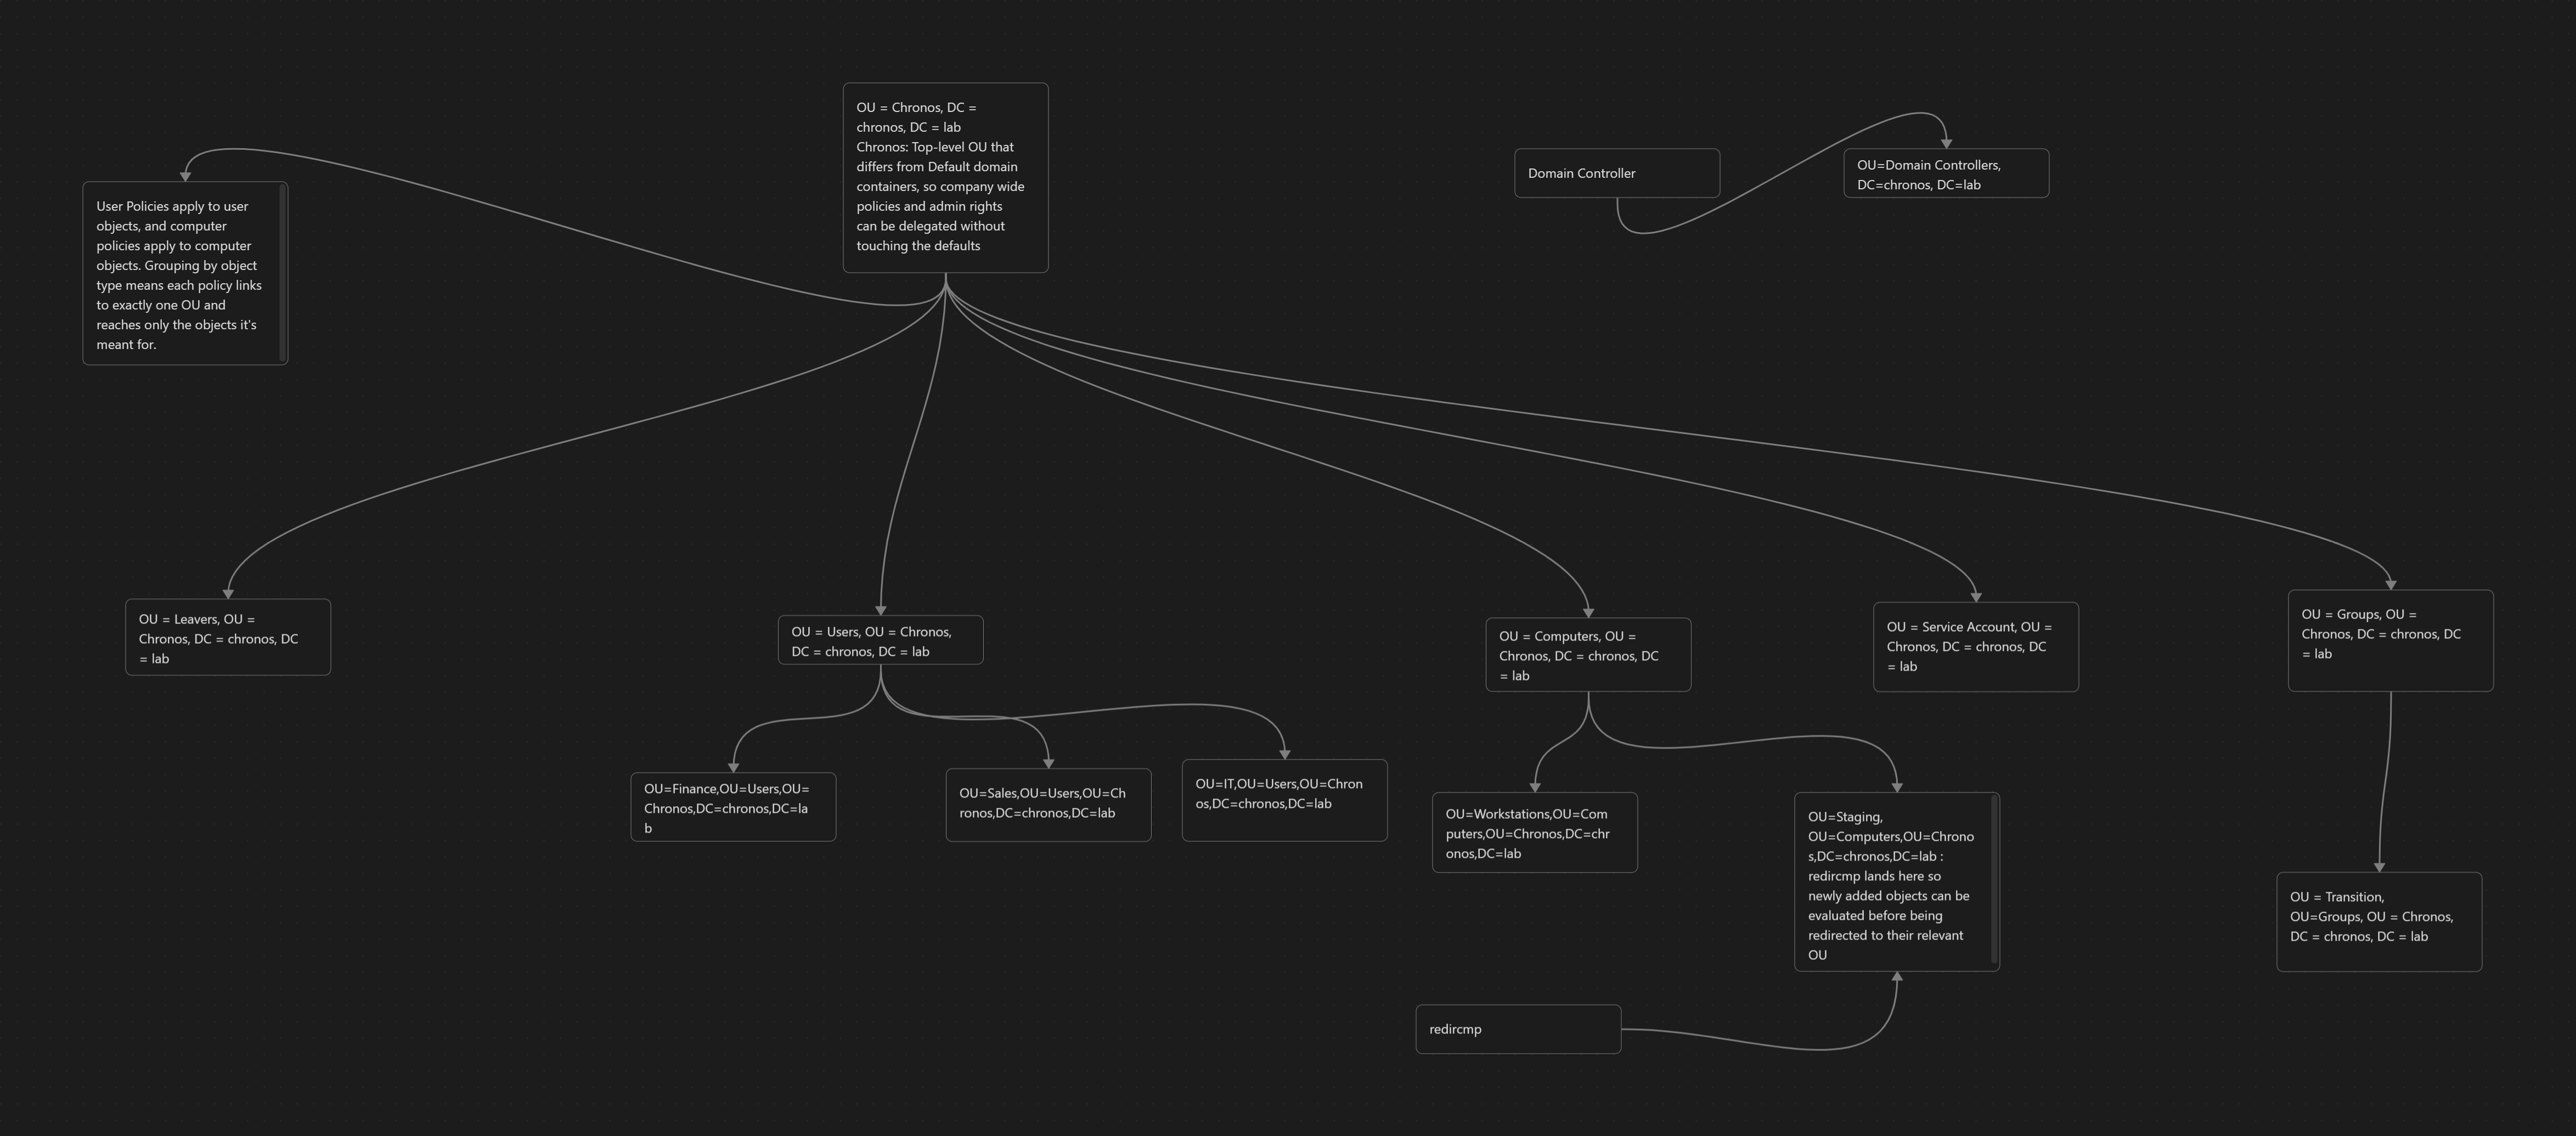 OU = Chronos, DC =
chronos, DC = lab
Chronos: Top-level OU that
differs from Default domain
containers, so company wide
policies and admin rights
can be delegated without
touching the defaults
Domain Controller
OU=Domain Controllers,
DC=chronos, DC=lab
User Policies apply to user
objects, and computer
policies apply to computer
objects. Grouping by object
type means each policy links
to exactly one OU and
reaches only the objects it's
meant for.
OU = Leavers, OU =
Chronos, DC = chronos, DC
= lab
OU = Users, OU = Chronos,
DC = chronos, DC = lab
OU = Computers, OU =
Chronos, DC = chronos, DC
= lab
OU = Service Account, OU =
Chronos, DC = chronos, DC
= lab
OU = Groups, OU =
Chronos, DC = chronos, DC
= lab
OU=Finance,OU=Users,OU=
Chronos,DC=chronos,DC=la
b
OU=Sales,OU=Users,OU=Ch
ronos,DC=chronos,DC=lab
OU=IT,OU=Users,OU=Chron
os,DC=chronos,DC=lab
OU=Workstations,OU=Com
puters,OU=Chronos,DC=chr
onos,DC=lab
OU=Staging,
OU=Computers,OU=Chrono
s,DC=chronos,DC=lab :
redircmp lands here so
newly added objects can be
evaluated before being
redirected to their relevant
OU
OU = Transition,
OU=Groups, OU = Chronos,
DC = chronos, DC = lab
redircmp